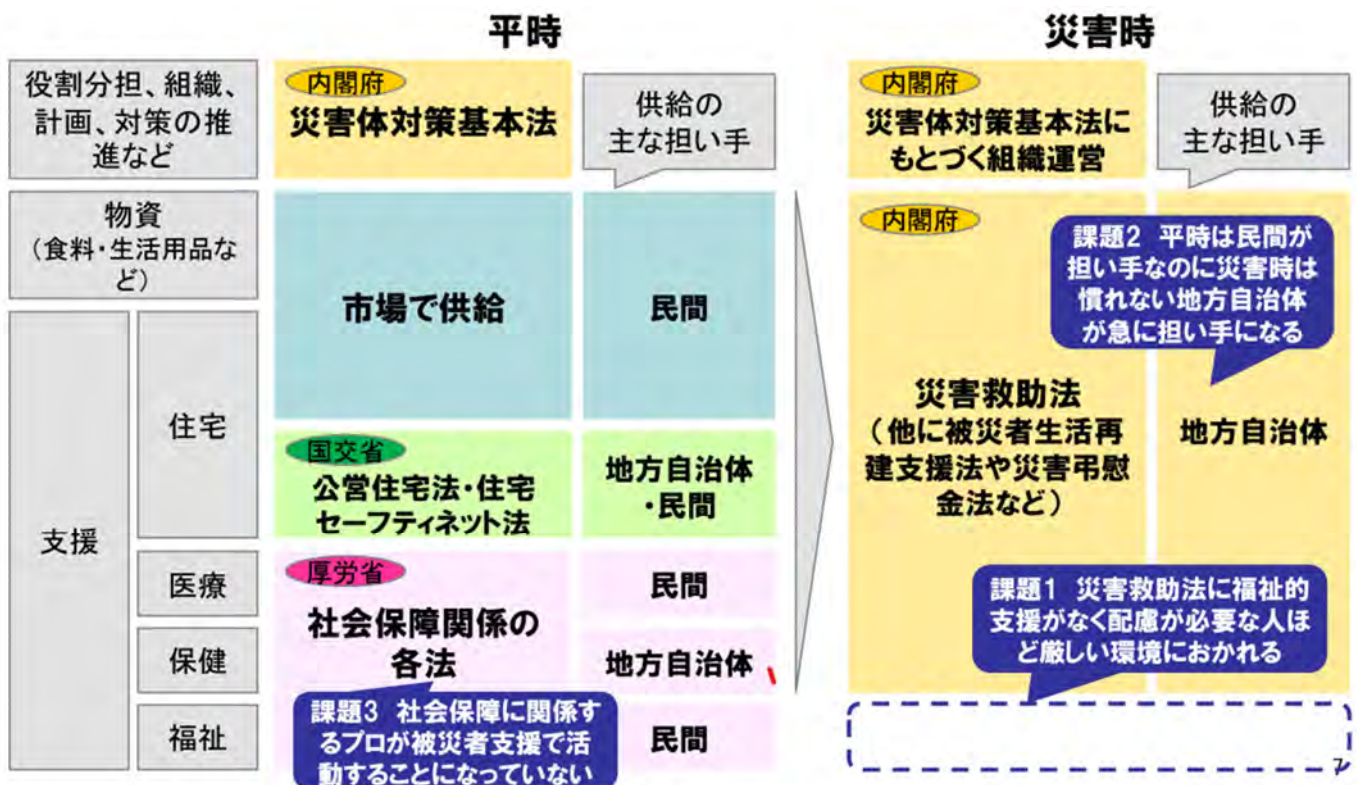 平時
災害時
役割分担、組織、
計画、対策の推
進など
内閣府
災害体対策基本法
供給の
主な担い手
内閣府
災害体対策基本法に
もとづく組織運営
供給の
主な担い手
物資
(食料・生活用品な
ど)
市場で供給
民間
内閣府
課題2 平時は民間が
担い手なのに災害時は
慣れない地方自治体
が急に担い手になる
支援
住宅
国交省
公営住宅法・住宅
セーフティネット法
地方自治体
・民間
災害救助法
(他に被災者生活再
建支援法や災害弔慰
金法など)
地方自治体
医療
厚労省
社会保障関係の
各法
民間
保健
地方自治体
課題1 災害救助法に福祉的
支援がなく配慮が必要な人ほ
ど厳しい環境におかれる
福祉
課題3 社会保障に関係す
るプロが被災者支援で活
動することになっていない
民間
7